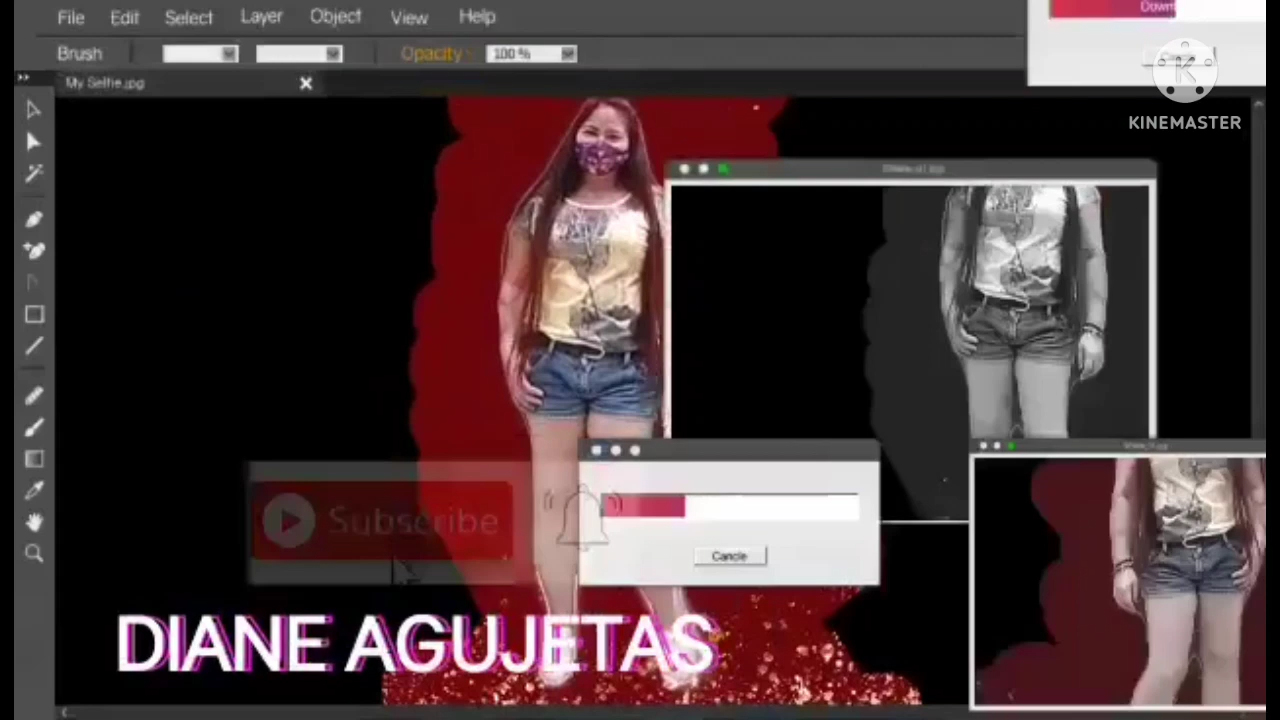 File Edit Select Layer Object View Help
Brush Opacity 100 %
My Selfie.jpg
KINEMASTER
Subscribe
Cancle
DIANE AGUJETAS